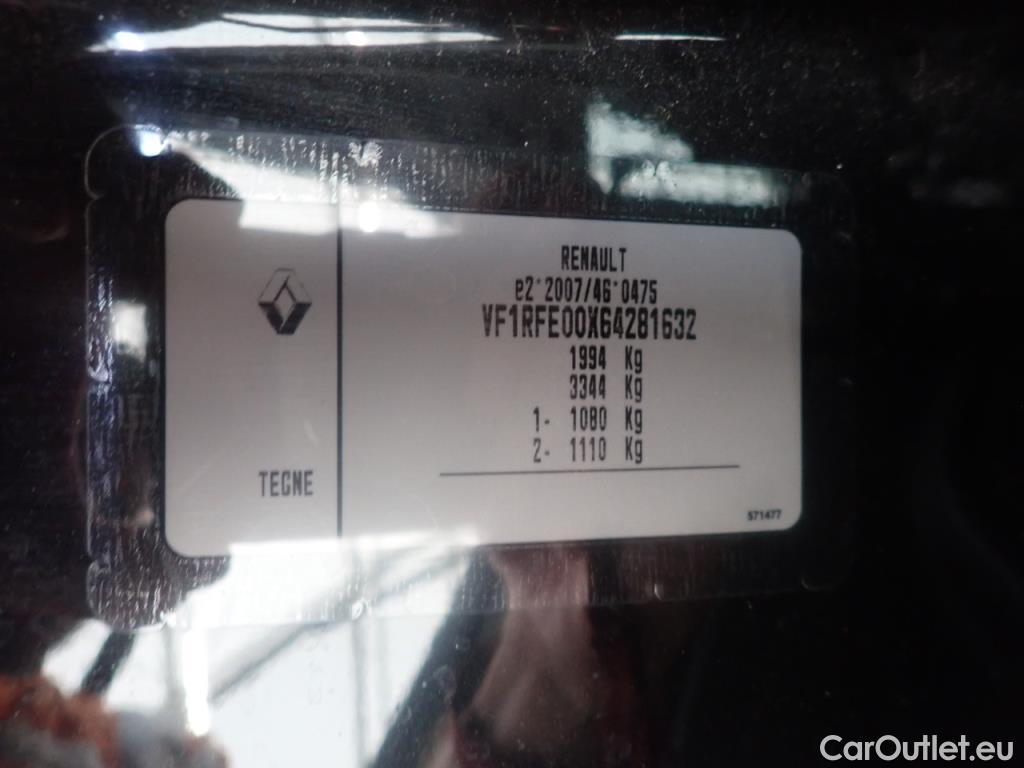 RENAULT
e2*2007/46*0475
VF1RFE00X64281632
1994 Kg
3344 Kg
1- 1080 Kg
2- 1110 Kg
TEGNE
571477
CarOutlet.eu